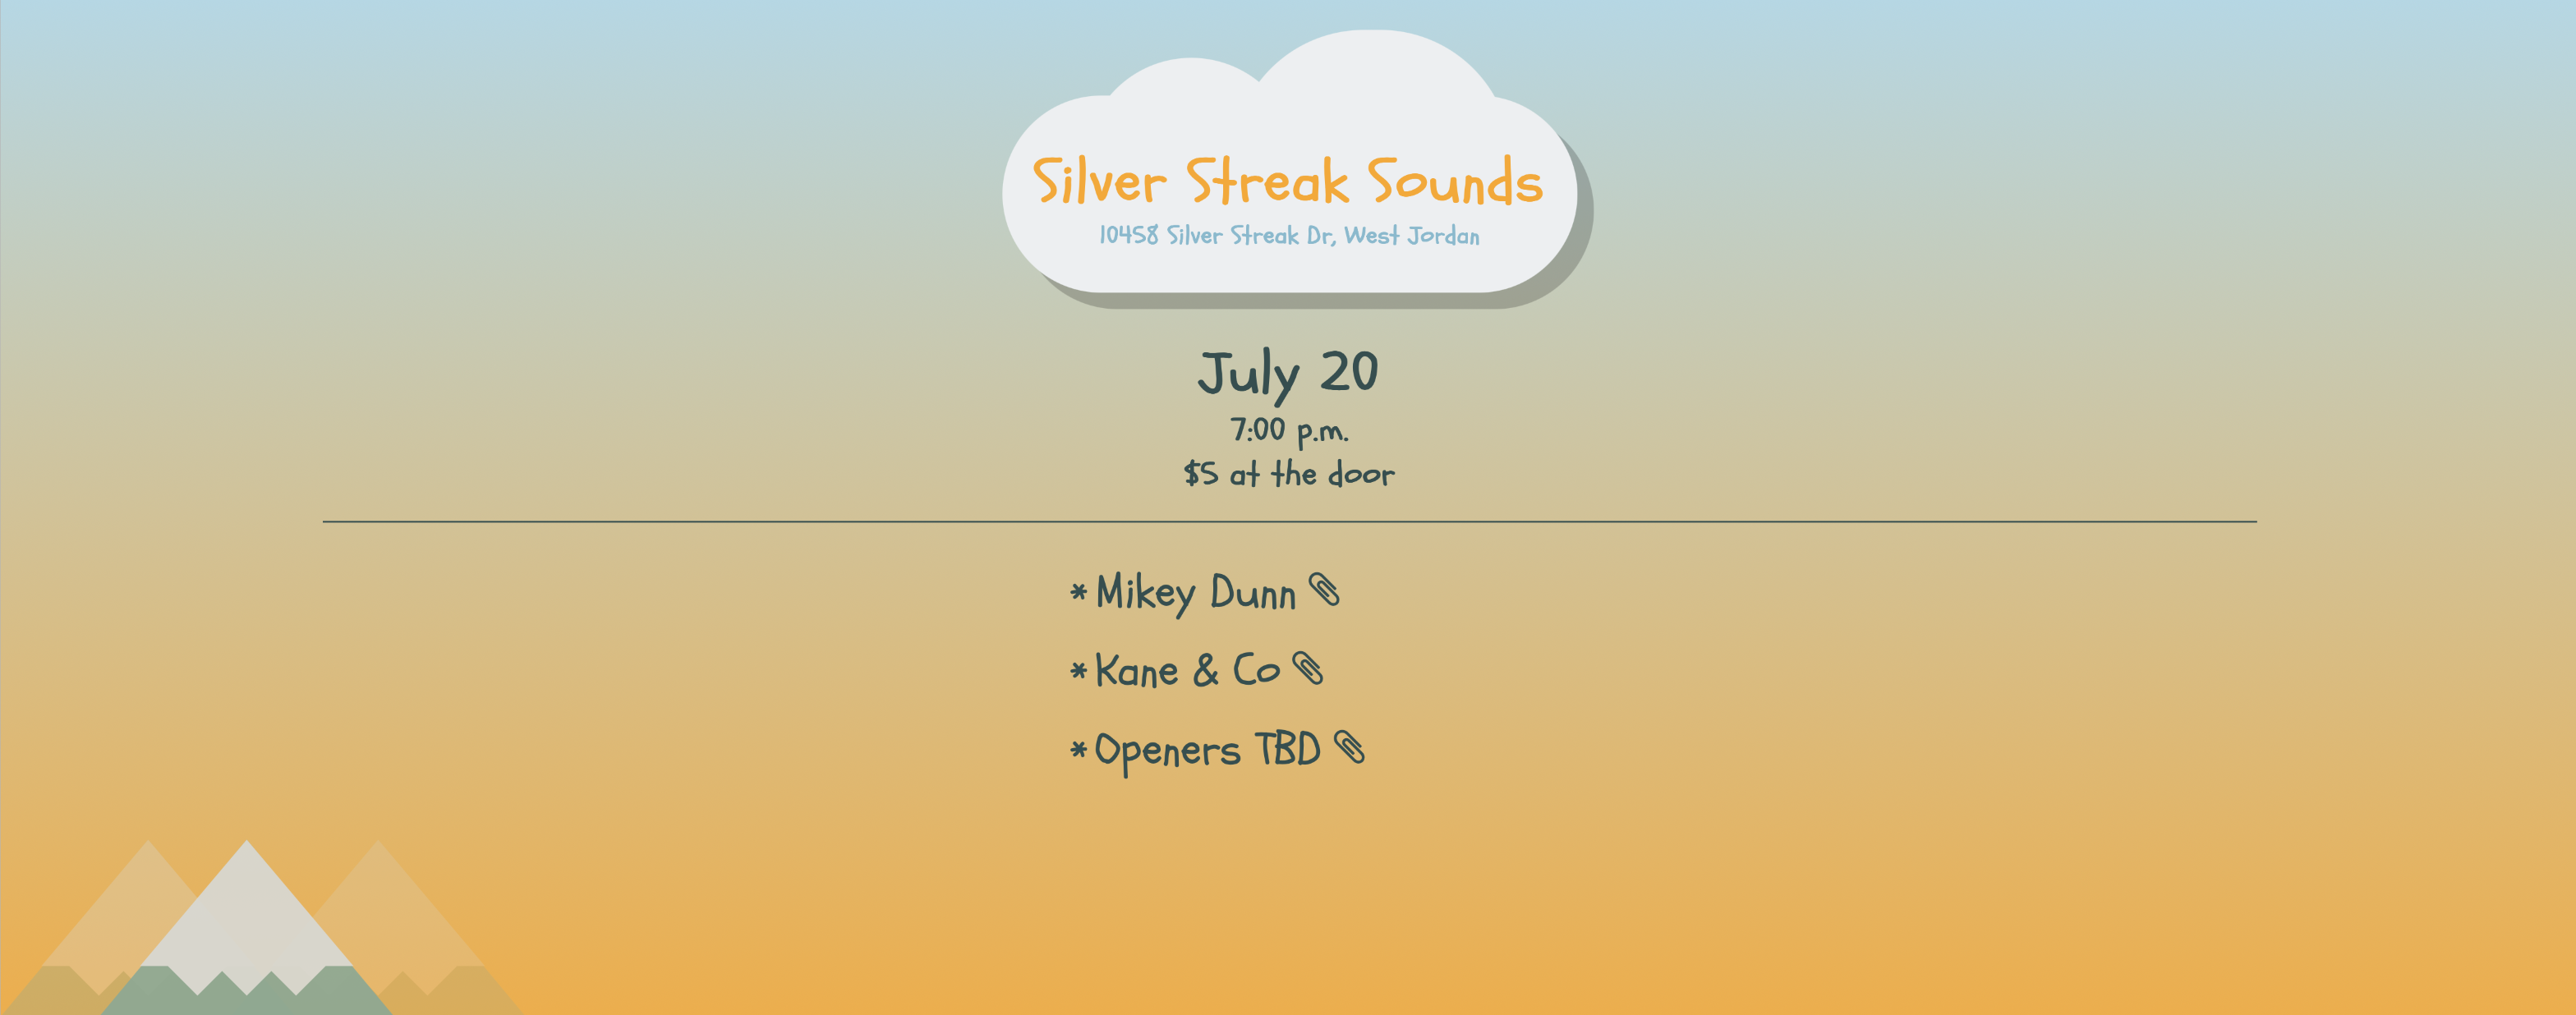 Silver Streak Sounds
10458 Silver Streak Dr, West Jordan
July 20
7:00 p.m.
$5 at the door
* Mikey Dunn
* Kane & Co
* Openers TBD